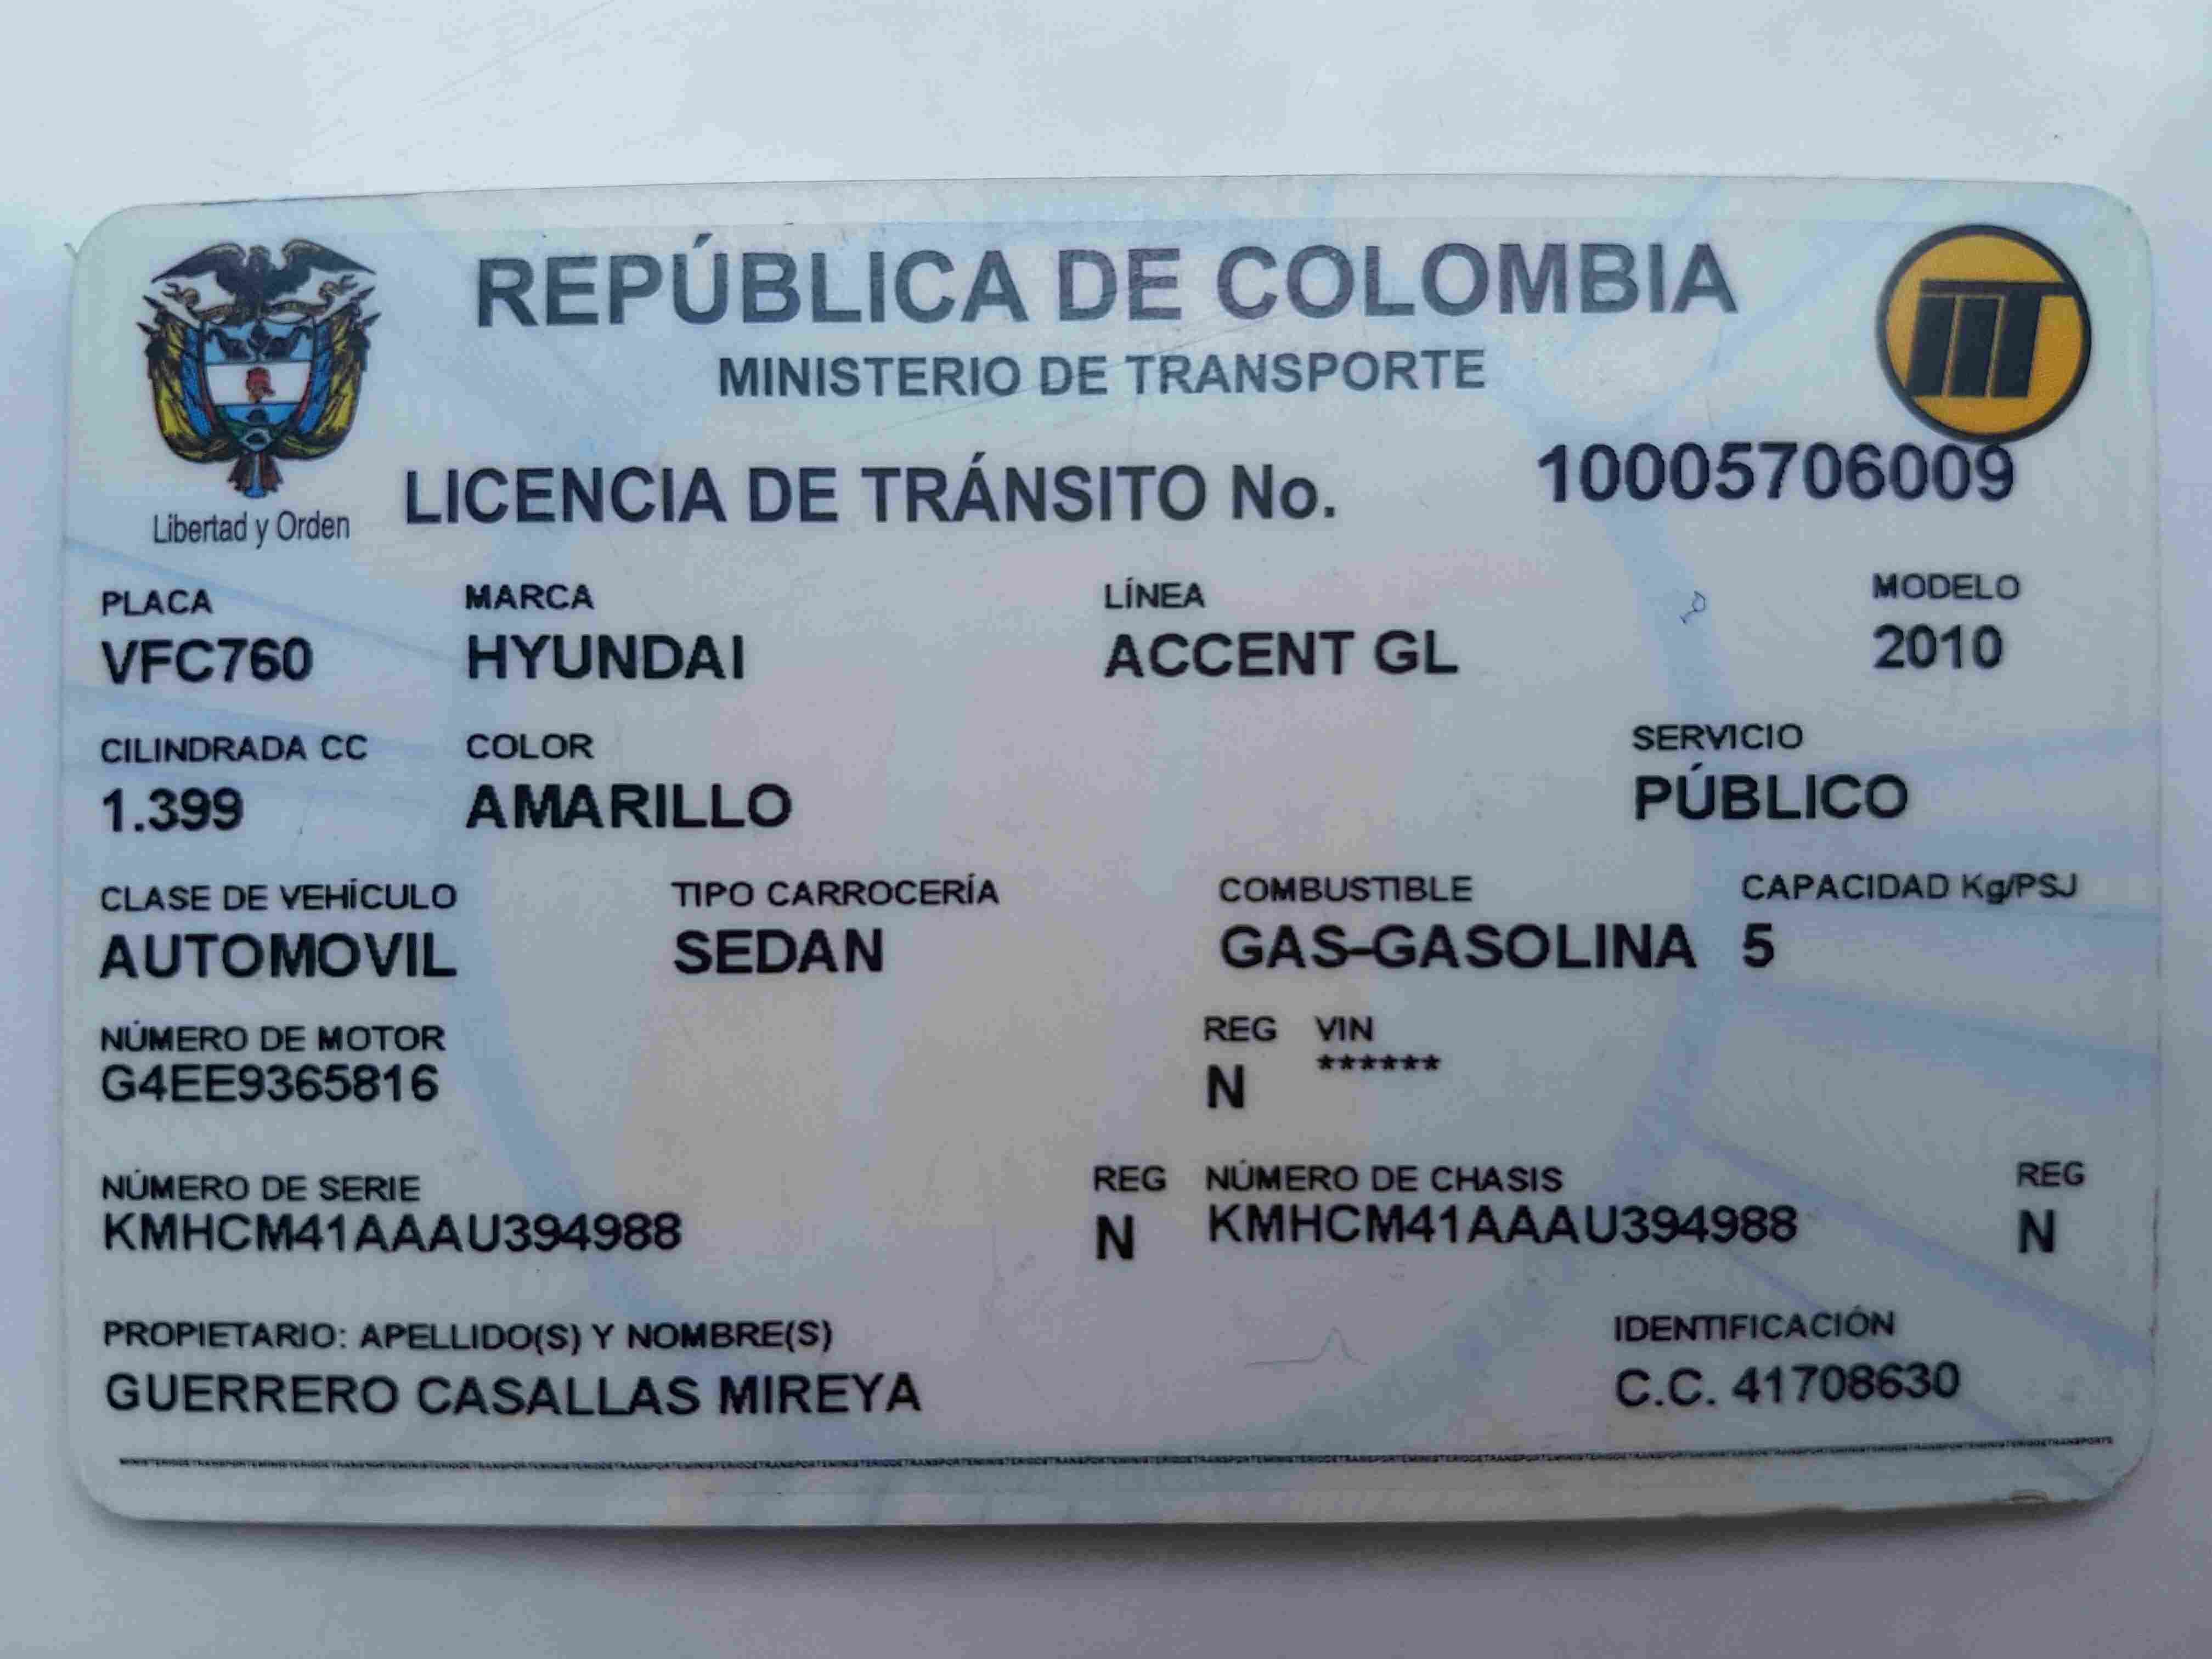 REPÚBLICA DE COLOMBIA
MINISTERIO DE TRANSPORTE
Libertad y Orden
LICENCIA DE TRÁNSITO No. 10005706009
PLACA MARCA LÍNEA MODELO
VFC760 HYUNDAI ACCENT GL 2010
CILINDRADA CC COLOR SERVICIO
1.399 AMARILLO PÚBLICO
CLASE DE VEHÍCULO TIPO CARROCERÍA COMBUSTIBLE CAPACIDAD Kg/PSJ
AUTOMOVIL SEDAN GAS-GASOLINA 5
NÚMERO DE MOTOR REG VIN
G4EE9365816 N ******
NÚMERO DE SERIE REG NÚMERO DE CHASIS REG
KMHCM41AAAU394988 N KMHCM41AAAU394988 N
PROPIETARIO: APELLIDO(S) Y NOMBRE(S) IDENTIFICACIÓN
GUERRERO CASALLAS MIREYA C.C. 41708630